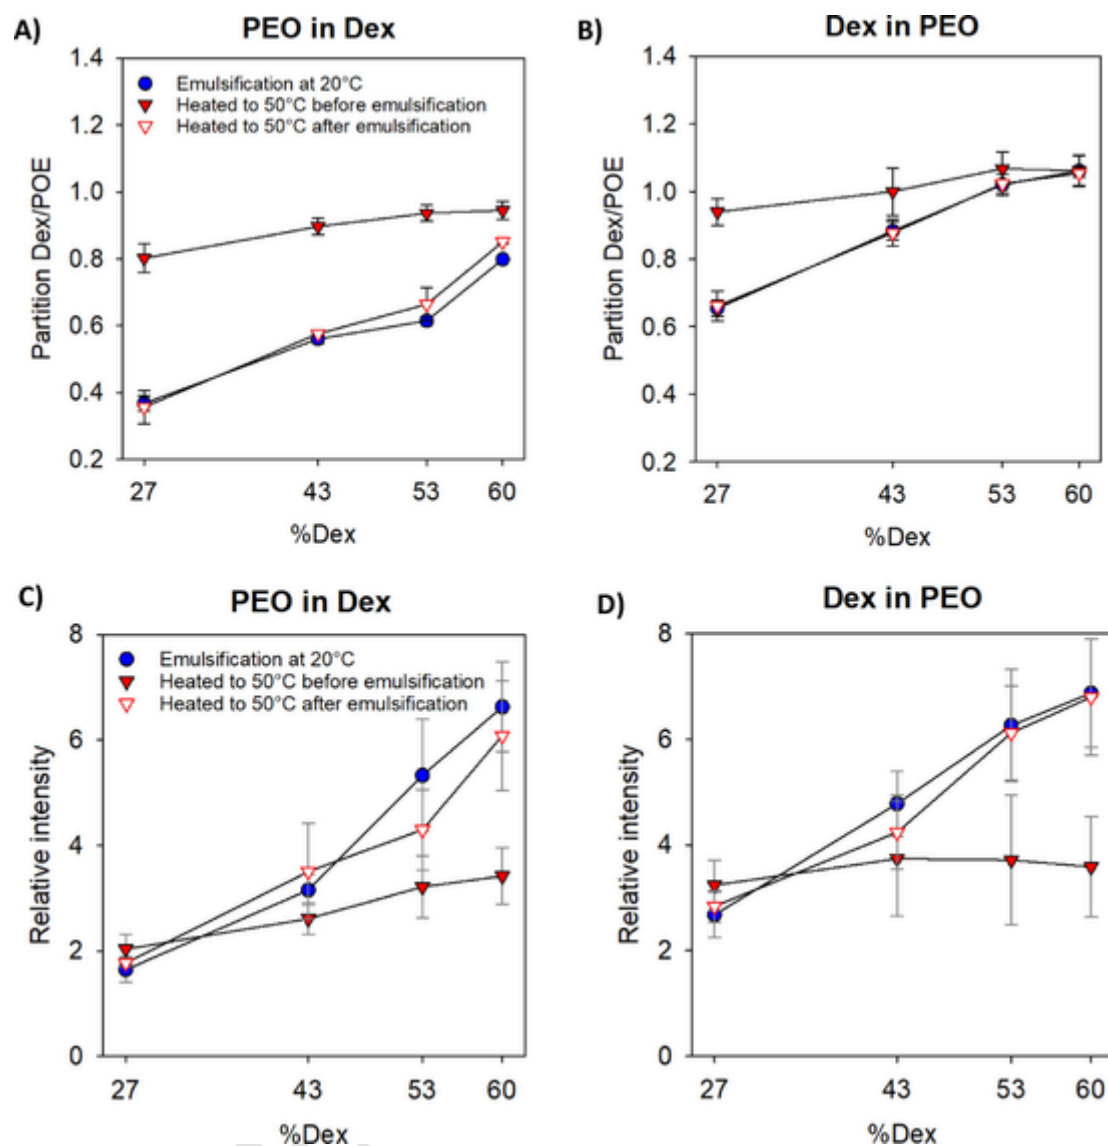 A)
PEO in Dex
1.4
1.2
1.0
0.8
0.6
0.4
0.2
Partition Dex/POE
Emulsification at 20°C
Heated to 50°C before emulsification
Heated to 50°C after emulsification
27 43 53 60
%Dex
B)
Dex in PEO
1.4
1.2
1.0
0.8
0.6
0.4
0.2
Partition Dex/POE
27 43 53 60
%Dex
C)
PEO in Dex
8
6
4
2
0
Relative intensity
Emulsification at 20°C
Heated to 50°C before emulsification
Heated to 50°C after emulsification
27 43 53 60
%Dex
D)
Dex in PEO
8
6
4
2
0
Relative intensity
27 43 53 60
%Dex